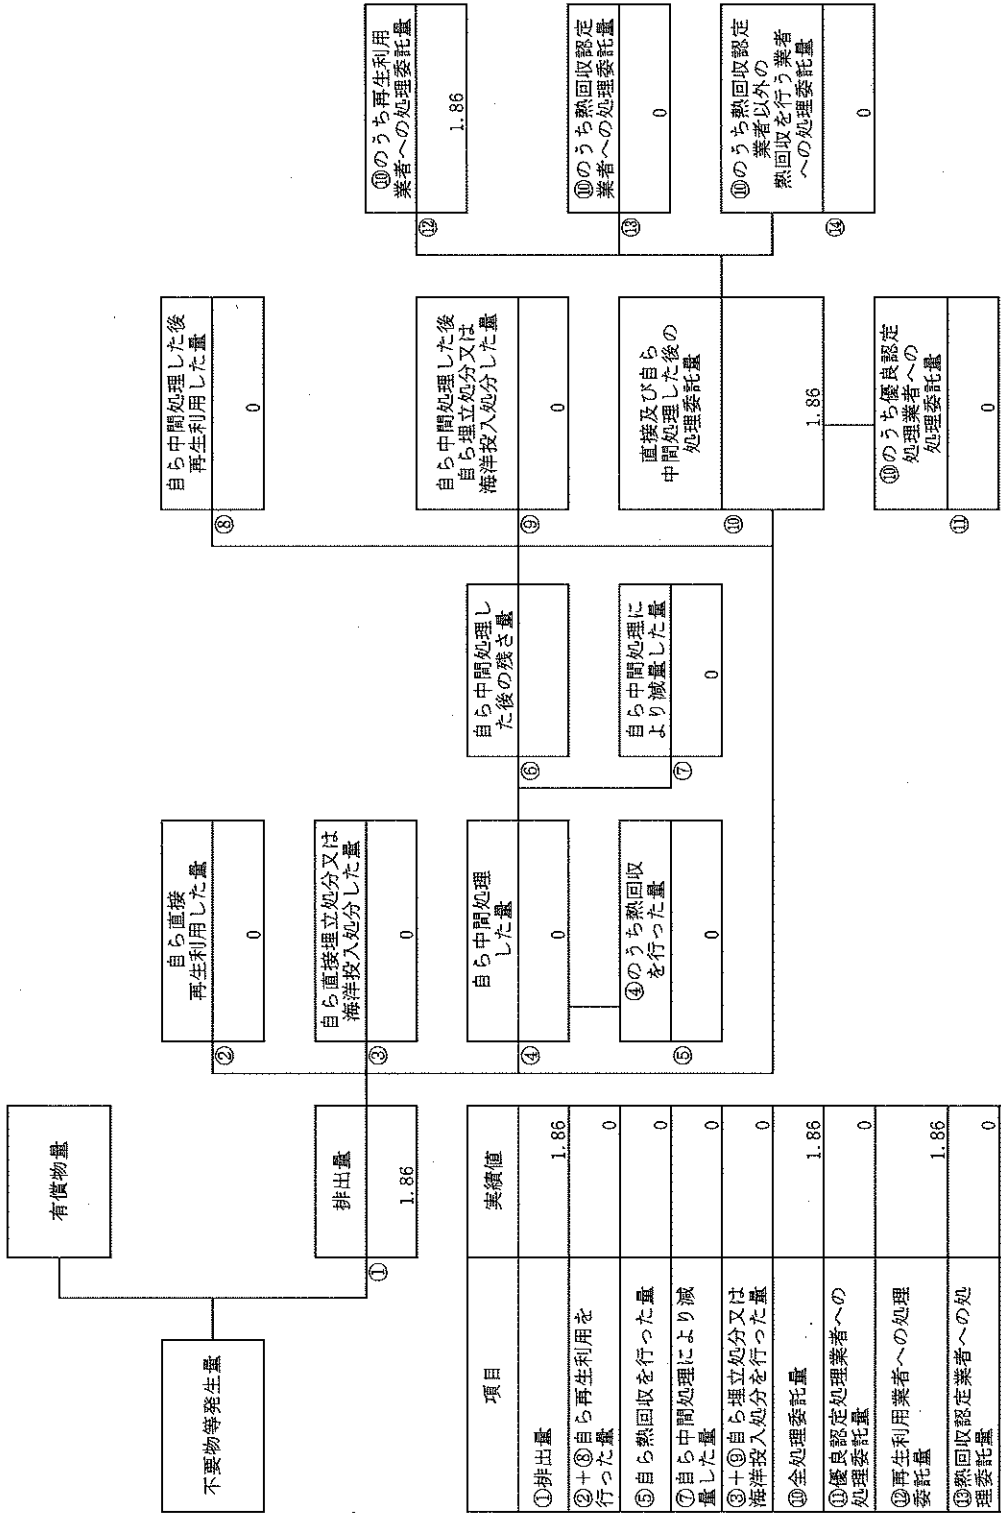 不要物等発生量
有償物量
①
排出量
1.86
②
自ら直接
再生利用した量
0
③
自ら直接埋立処分又は
海洋投入処分した量
0
④
自ら中間処理
した量
0
⑤
④のうち熱回収
を行った量
0
⑥
自ら中間処理し
た後の残さ量
⑦
自ら中間処理に
より減量した量
0
⑧
自ら中間処理した後
再生利用した量
0
⑨
自ら中間処理した後
自ら埋立処分又は
海洋投入処分した量
0
⑩
直接及び自ら
中間処理した後の
処理委託量
1.86
⑪
⑩のうち優良認定
処理業者への
処理委託量
0
⑫
⑩のうち再生利用
業者への処理委託量
1.86
⑬
⑩のうち熱回収認定
業者への処理委託量
0
⑭
⑩のうち熱回収認定
業者以外の
熱回収を行う業者
への処理委託量
0
項目 実績値
①排出量 1.86
②+⑧自ら再生利用を
行った量 0
⑤自ら熱回収を行った量 0
⑦自ら中間処理により減
量した量 0
③+⑨自ら埋立処分又は
海洋投入処分を行った量 0
⑩全処理委託量 1.86
⑪優良認定処理業者への
処理委託量 0
⑫再生利用業者への処理
委託量 1.86
⑬熱回収認定業者への処
理委託量 0